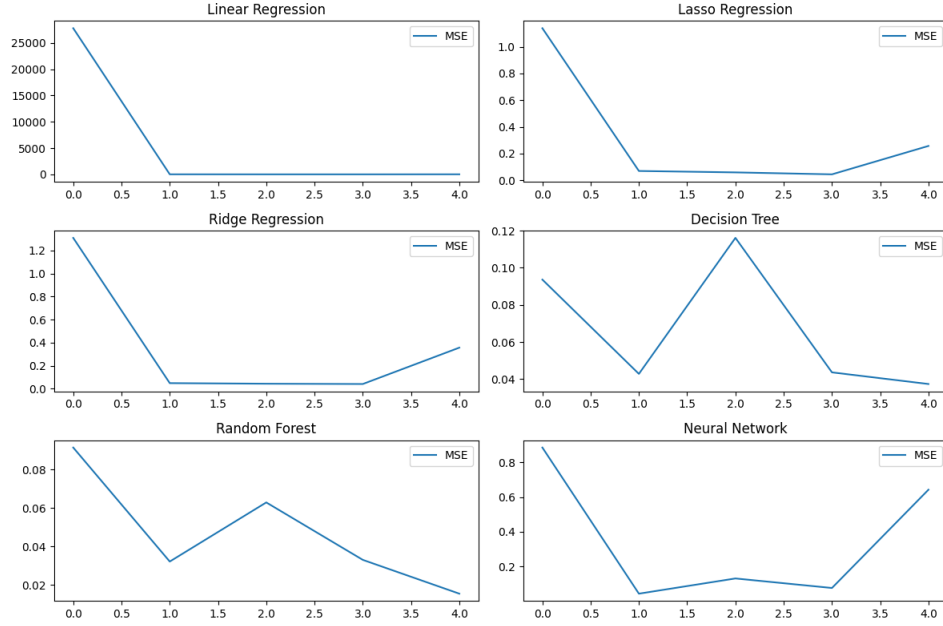 Linear Regression
MSE
25000
20000
15000
10000
5000
0
0.0 0.5 1.0 1.5 2.0 2.5 3.0 3.5 4.0
Lasso Regression
MSE
1.0
0.8
0.6
0.4
0.2
0.0
0.0 0.5 1.0 1.5 2.0 2.5 3.0 3.5 4.0
Ridge Regression
MSE
1.2
1.0
0.8
0.6
0.4
0.2
0.0
0.0 0.5 1.0 1.5 2.0 2.5 3.0 3.5 4.0
Decision Tree
MSE
0.12
0.10
0.08
0.06
0.04
0.0 0.5 1.0 1.5 2.0 2.5 3.0 3.5 4.0
Random Forest
MSE
0.08
0.06
0.04
0.02
0.0 0.5 1.0 1.5 2.0 2.5 3.0 3.5 4.0
Neural Network
MSE
0.8
0.6
0.4
0.2
0.0 0.5 1.0 1.5 2.0 2.5 3.0 3.5 4.0